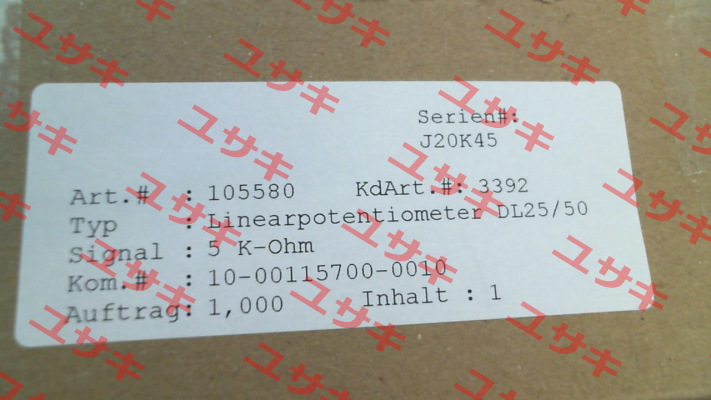 Serien#:
J20K45
Art.# : 105580 KdArt.#: 3392
Typ : Linearpotentiometer DL25/50
Signal : 5 K-Ohm
Kom.# : 10-00115700-0010
Auftrag: 1,000 Inhalt : 1
ユサキ